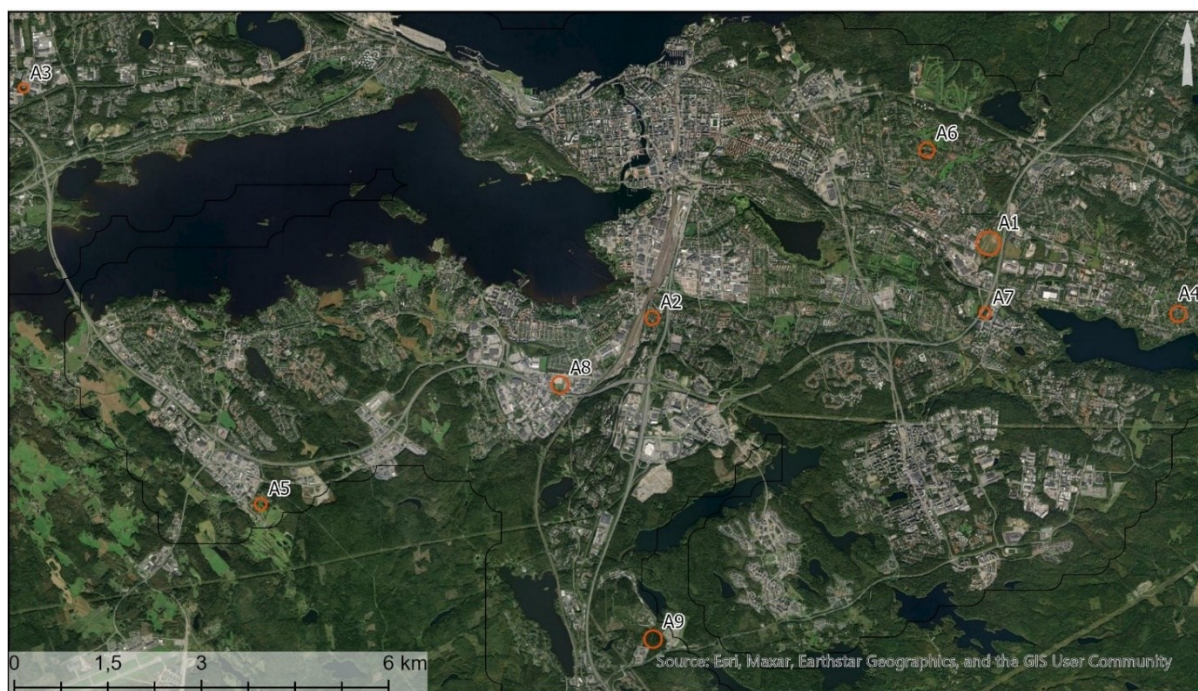 A3
A6
A1
A2
A7
A4
A8
A5
A9
0 1,5 3 6 km
Source: Esri, Maxar, Earthstar Geographics, and the GIS User Community